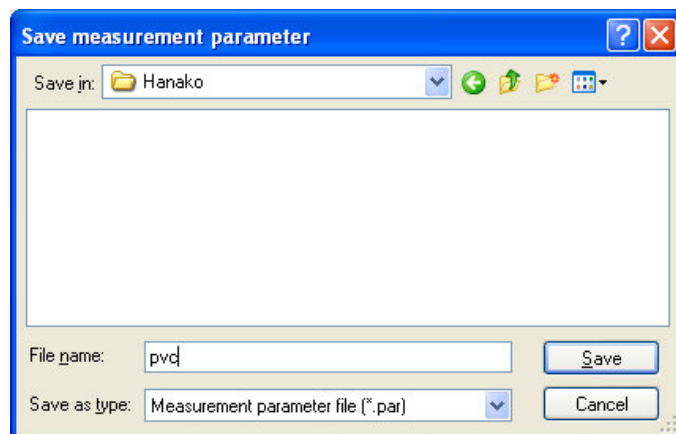 Save measurement parameter
Save in: Hanako
File name: pvc
Save
Save as type: Measurement parameter file (*.par)
Cancel